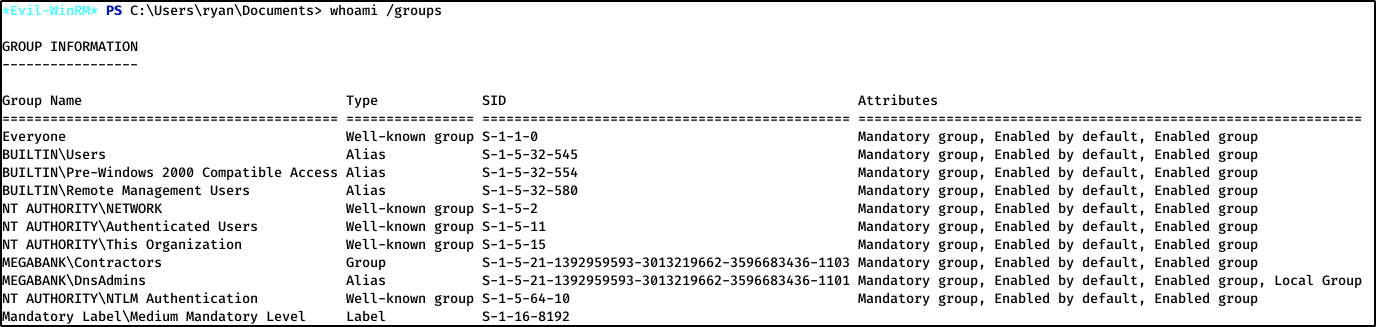 *Evil-WinRM* PS C:\Users\ryan\Documents> whoami /groups
GROUP INFORMATION
-----------------
Group Name                                 Type             SID                                            Attributes
========================================== ================ ============================================== ===============================================================
Everyone                                   Well-known group S-1-1-0                                        Mandatory group, Enabled by default, Enabled group
BUILTIN\Users                              Alias            S-1-5-32-545                                   Mandatory group, Enabled by default, Enabled group
BUILTIN\Pre-Windows 2000 Compatible Access Alias            S-1-5-32-554                                   Mandatory group, Enabled by default, Enabled group
BUILTIN\Remote Management Users            Alias            S-1-5-32-580                                   Mandatory group, Enabled by default, Enabled group
NT AUTHORITY\NETWORK                       Well-known group S-1-5-2                                        Mandatory group, Enabled by default, Enabled group
NT AUTHORITY\Authenticated Users           Well-known group S-1-5-11                                       Mandatory group, Enabled by default, Enabled group
NT AUTHORITY\This Organization             Well-known group S-1-5-15                                       Mandatory group, Enabled by default, Enabled group
MEGABANK\Contractors                       Group            S-1-5-21-1392959593-3013219662-3596683436-1103 Mandatory group, Enabled by default, Enabled group
MEGABANK\DnsAdmins                         Alias            S-1-5-21-1392959593-3013219662-3596683436-1101 Mandatory group, Enabled by default, Enabled group, Local Group
NT AUTHORITY\NTLM Authentication           Well-known group S-1-5-64-10                                    Mandatory group, Enabled by default, Enabled group
Mandatory Label\Medium Mandatory Level     Label            S-1-16-8192